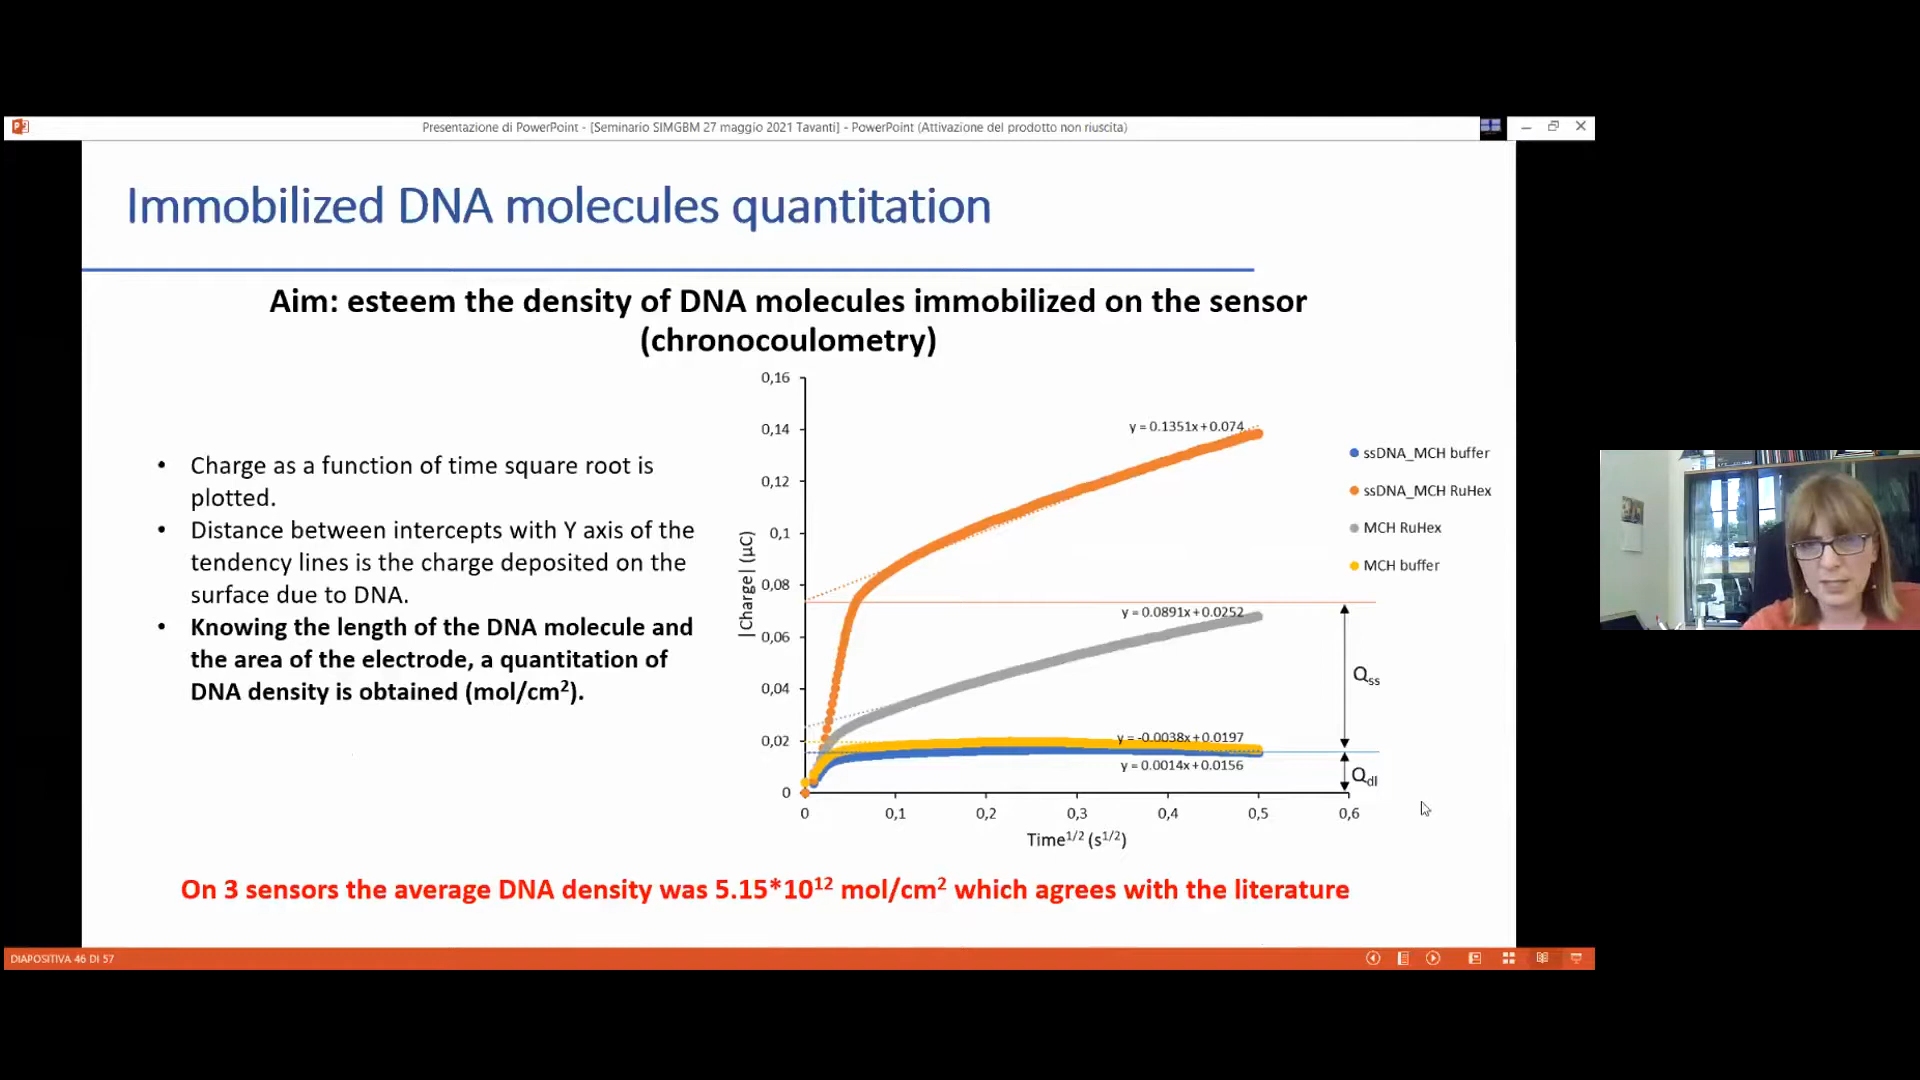 Presentazione di PowerPoint - [Seminario SIMGBM 27 maggio 2021 Tavanti] - PowerPoint (Attivazione del prodotto non riuscita)
Immobilized DNA molecules quantitation
Aim: esteem the density of DNA molecules immobilized on the sensor
(chronocoulometry)
• Charge as a function of time square root is
plotted.
• Distance between intercepts with Y axis of the
tendency lines is the charge deposited on the
surface due to DNA.
• Knowing the length of the DNA molecule and
the area of the electrode, a quantitation of
DNA density is obtained (mol/cm²).
|Charge| (µC)
0,16
0,14
0,12
0,1
0,08
0,06
0,04
0,02
0
y = 0.1351x+0.074
y = 0.0891x+0.0252
y = -0.0038x+0.0197
y = 0.0014x+0.0156
0 0,1 0,2 0,3 0,4 0,5 0,6
Time^1/2 (s^1/2)
ssDNA_MCH buffer
ssDNA_MCH RuHex
MCH RuHex
MCH buffer
Qss
Qdl
On 3 sensors the average DNA density was 5.15*10¹² mol/cm² which agrees with the literature
DIAPOSITIVA 46 DI 57